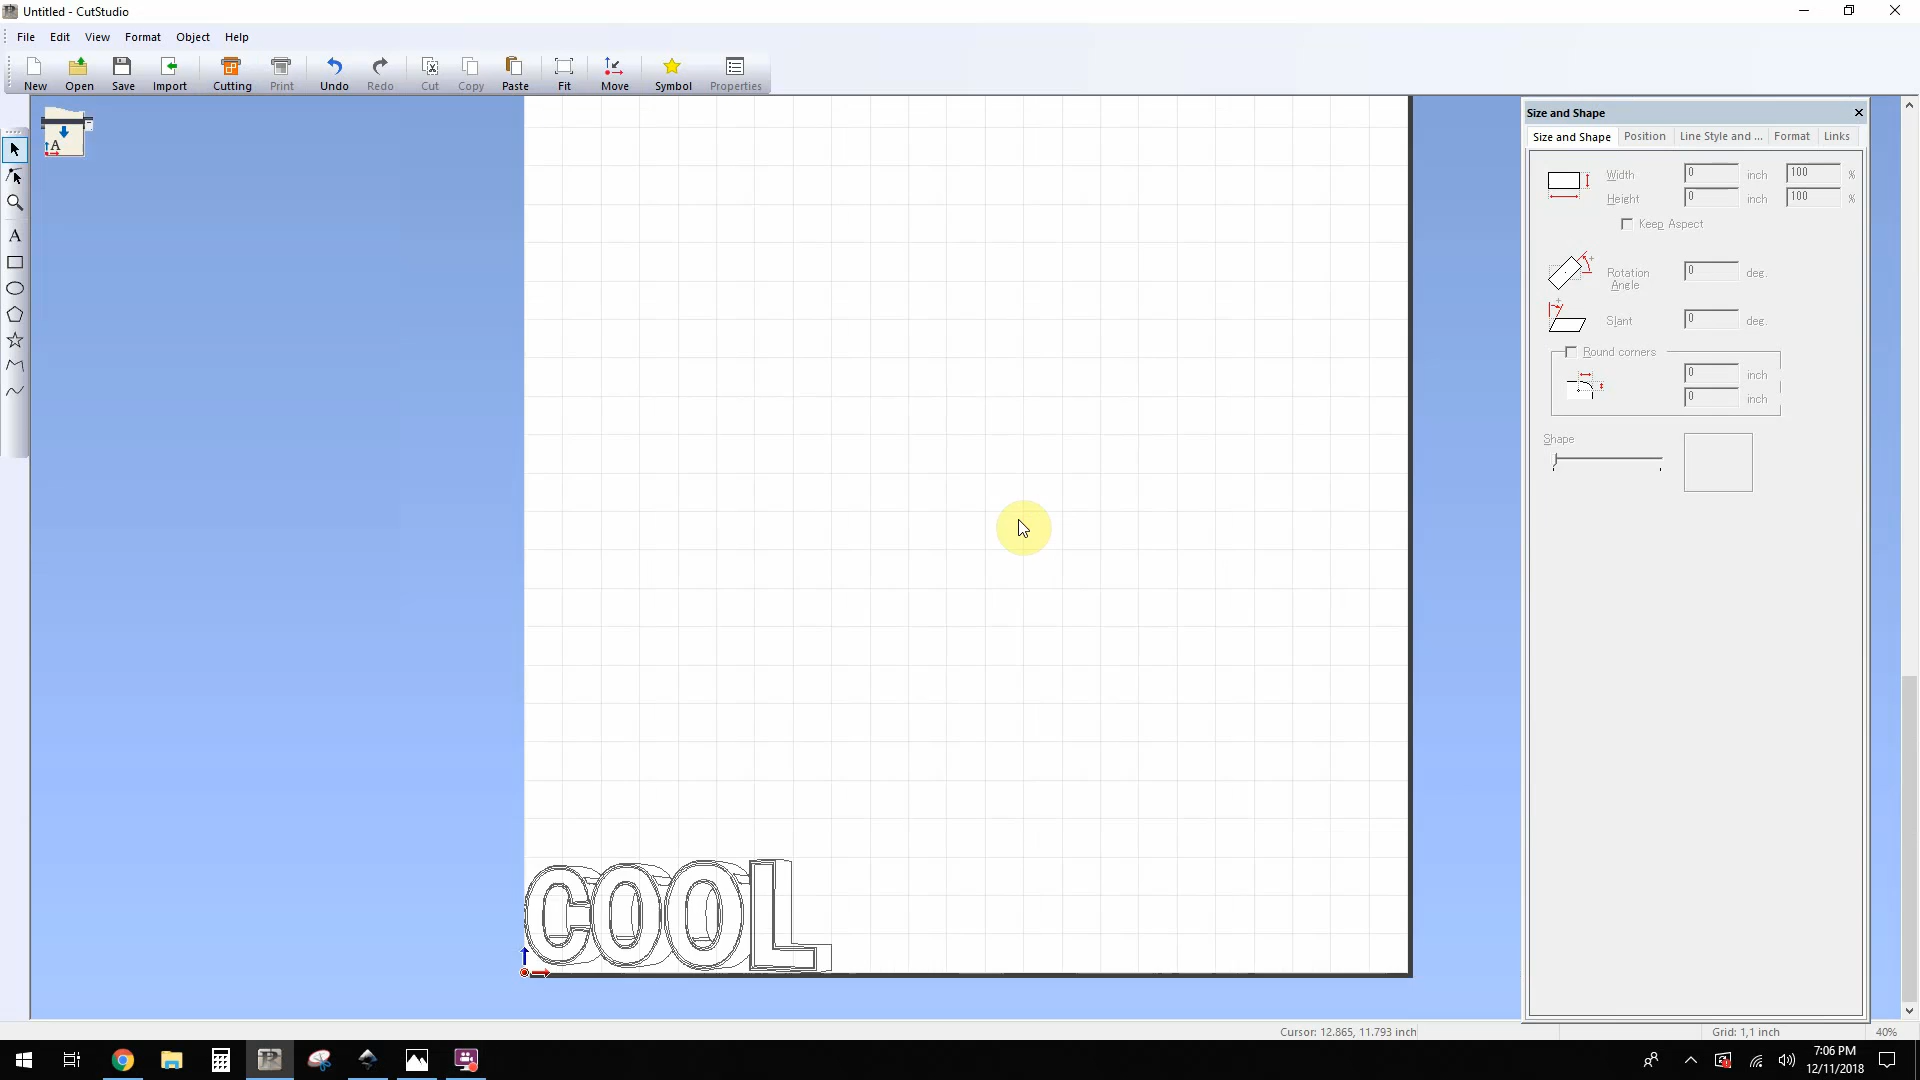 Untitled - CutStudio
File Edit View Format Object Help
New Open Save Import Cutting Print Undo Redo Cut Copy Paste Fit Move Symbol Properties
A
A
Size and Shape
Size and Shape Position Line Style and ... Format Links
Width 0 inch 100 %
Height 0 inch 100 %
Keep Aspect
Rotation 0 deg.
Angle
Slant 0 deg.
Round corners
0 inch
0 inch
Shape
COOL
Cursor: 12.865, 11.793 inch Grid: 1,1 inch 40%
7:06 PM
12/11/2018